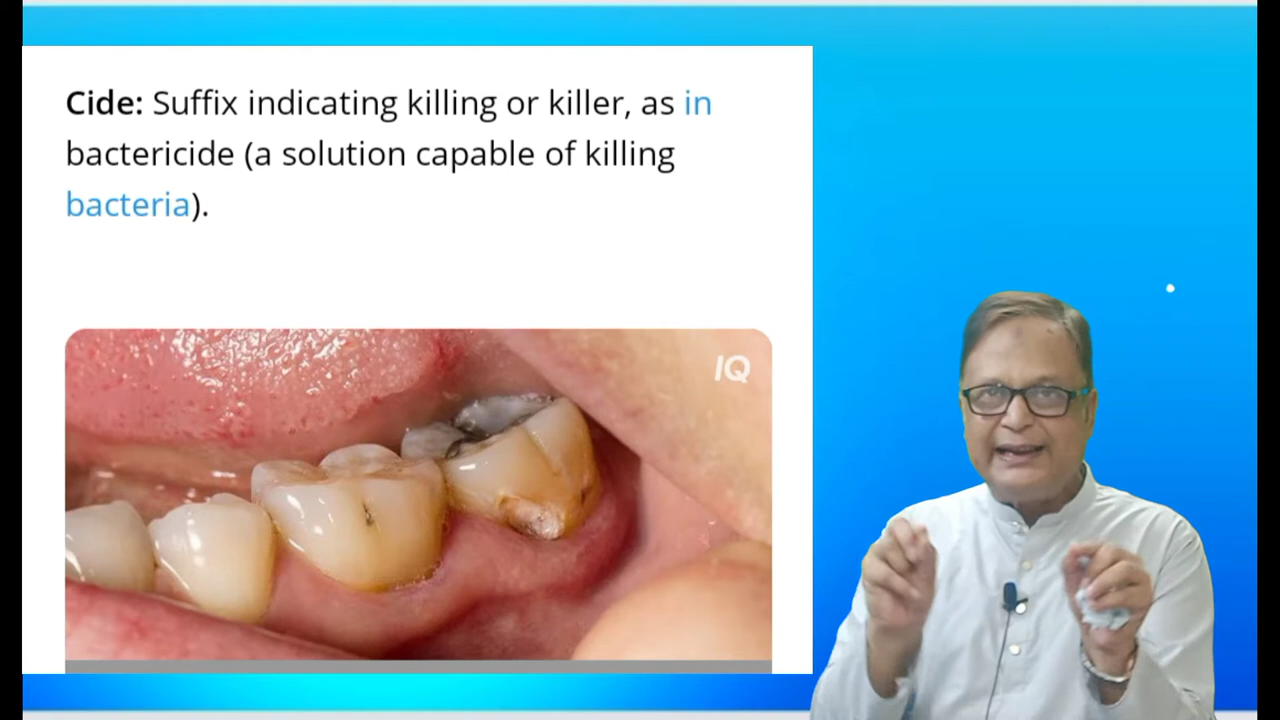 Cide: Suffix indicating killing or killer, as in
bactericide (a solution capable of killing
bacteria).
IQ